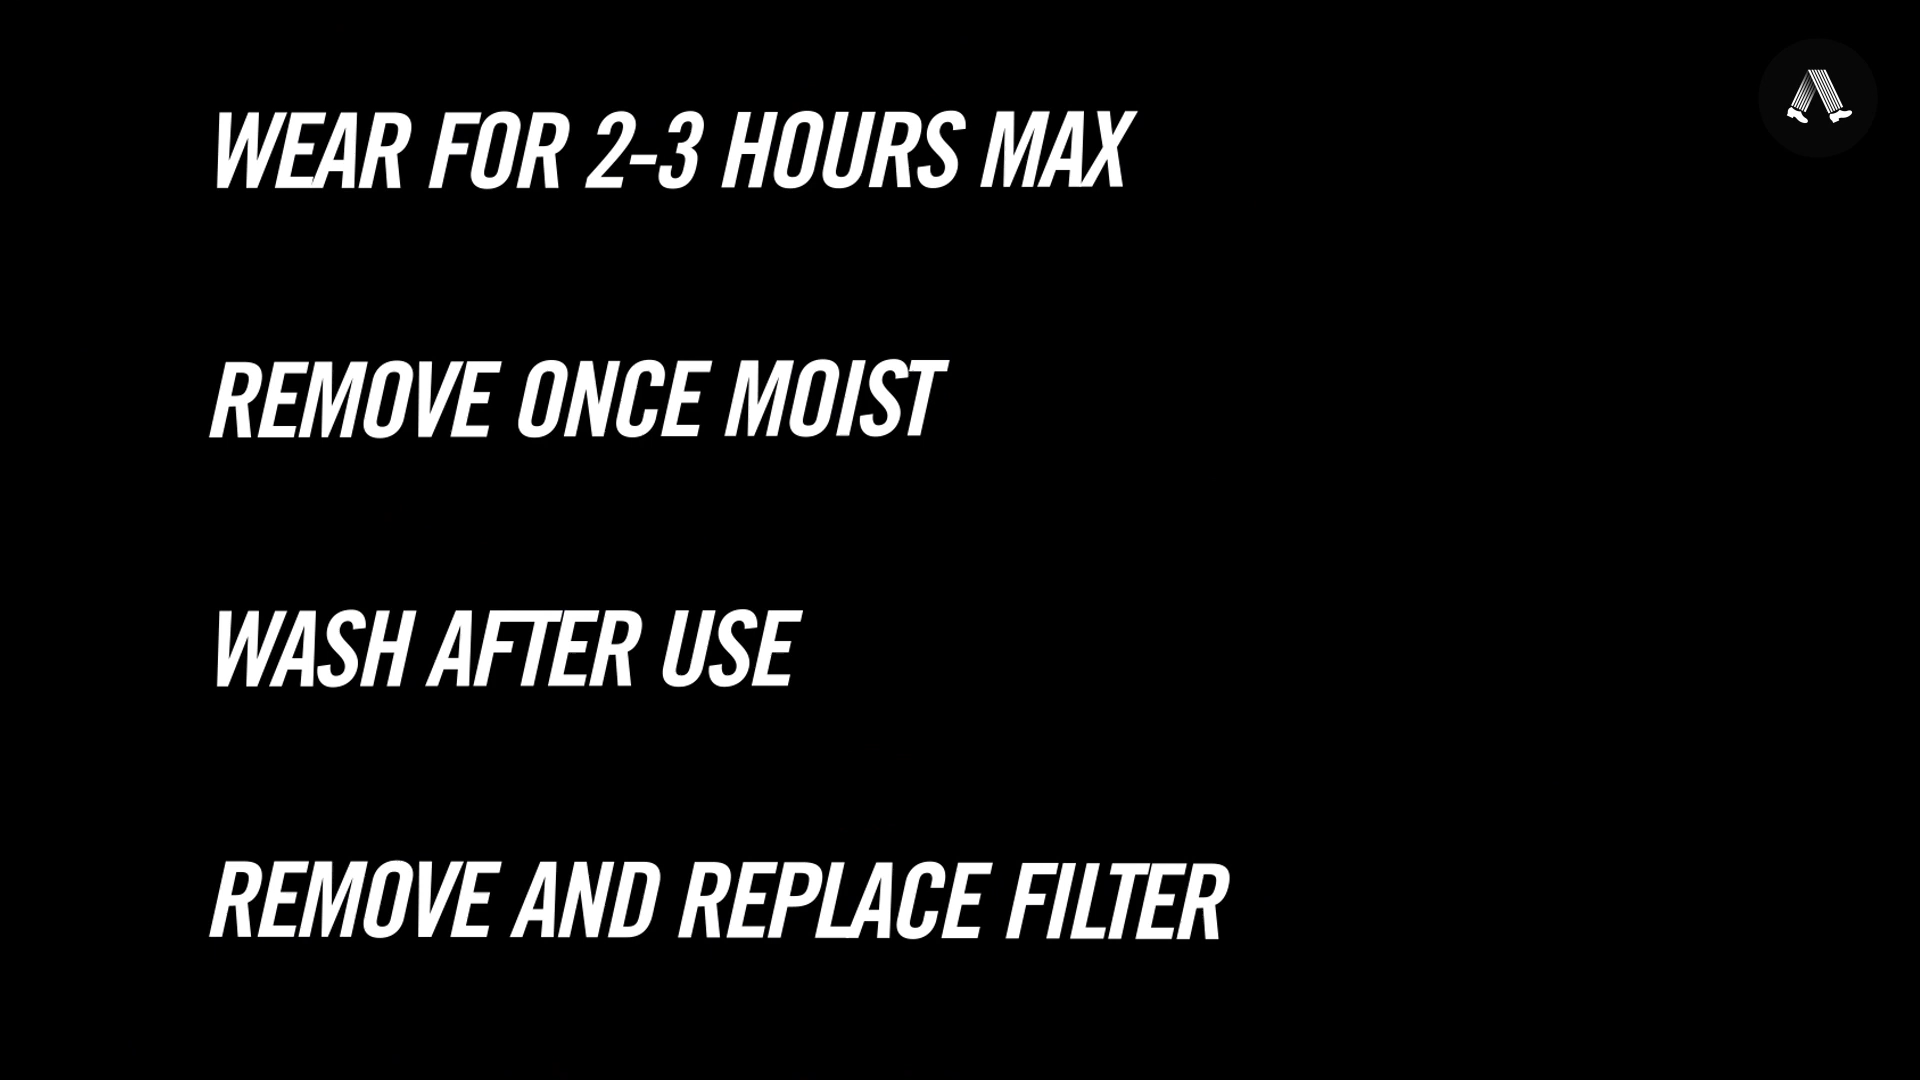 WEAR FOR 2-3 HOURS MAX
REMOVE ONCE MOIST
WASH AFTER USE
REMOVE AND REPLACE FILTER